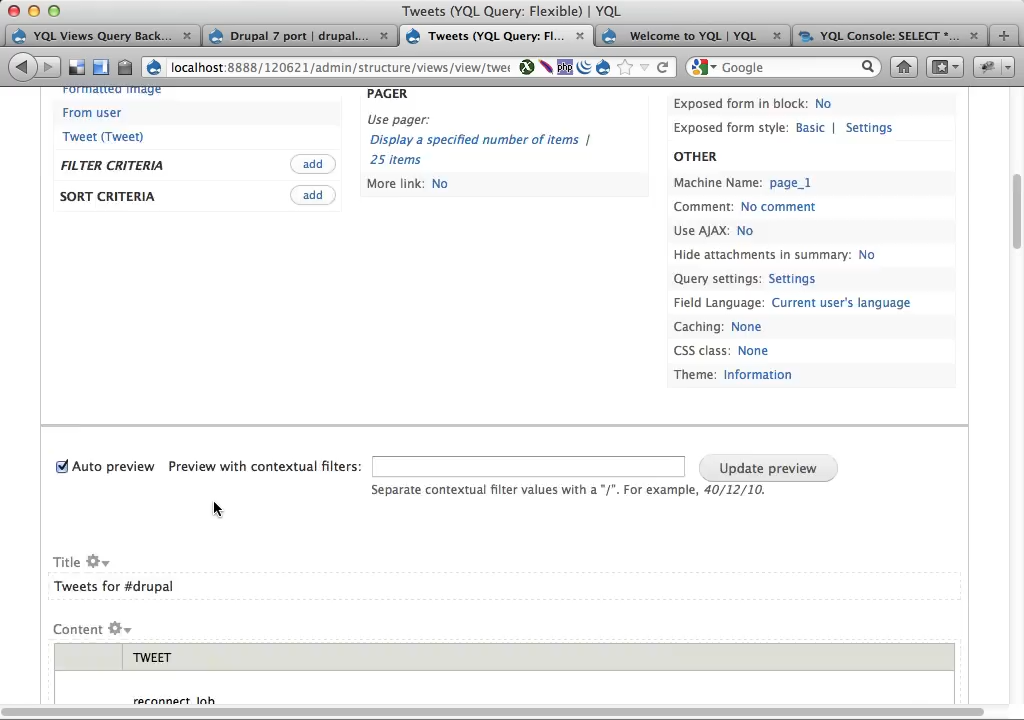 Tweets (YQL Query: Flexible) | YQL
YQL Views Query Back...
Drupal 7 port | drupal....
Tweets (YQL Query: Fl...
Welcome to YQL | YQL
YQL Console: SELECT *...
localhost:8888/120621/admin/structure/views/view/twee
php
Google
Formatted image
From user
Tweet (Tweet)
FILTER CRITERIA add
SORT CRITERIA add
PAGER
Use pager:
Display a specified number of items |
25 items
More link: No
Exposed form in block: No
Exposed form style: Basic | Settings
OTHER
Machine Name: page_1
Comment: No comment
Use AJAX: No
Hide attachments in summary: No
Query settings: Settings
Field Language: Current user's language
Caching: None
CSS class: None
Theme: Information
Auto preview Preview with contextual filters: Update preview
Separate contextual filter values with a "/". For example, 40/12/10.
Title
Tweets for #drupal
Content
TWEET
reconnect_Job